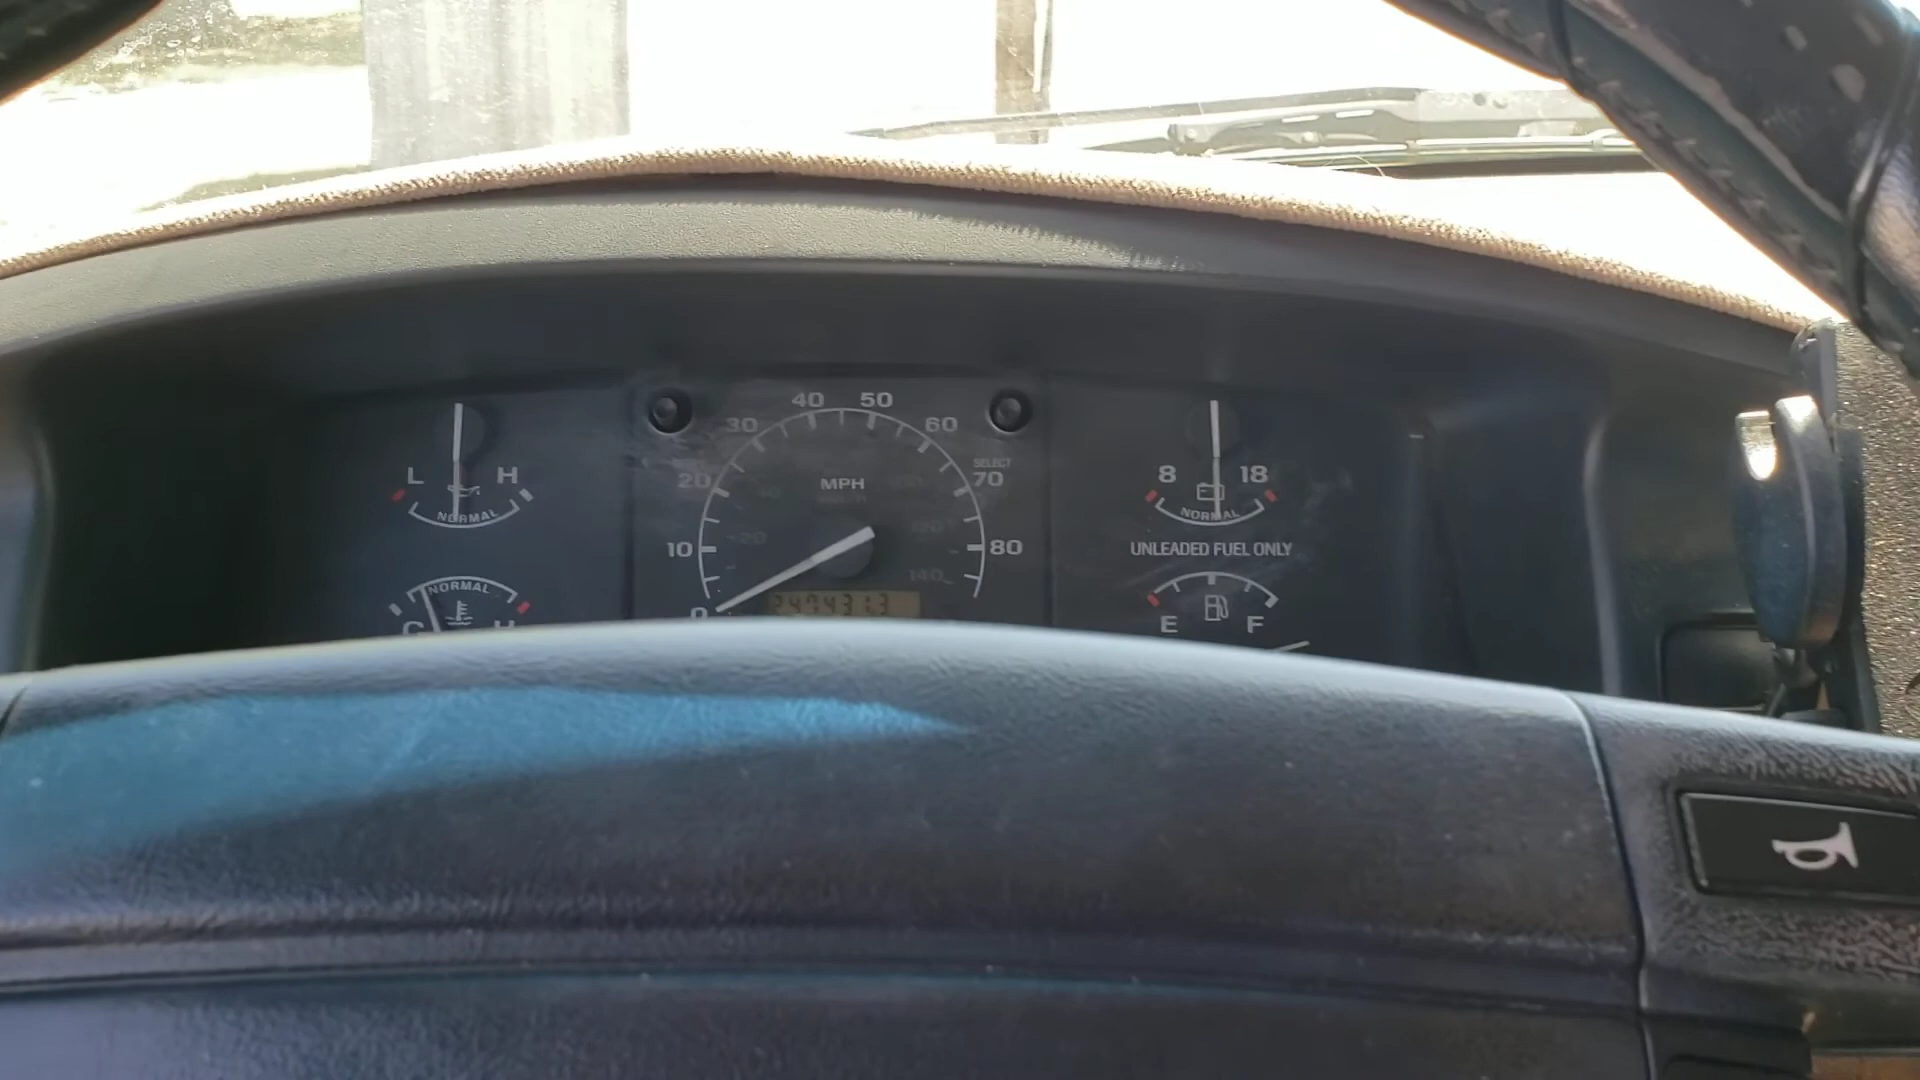 40 50
30 60
SELECT
20 70
L H
MPH
8 18
NORMAL
NORMAL
10 80
UNLEADED FUEL ONLY
140
NORMAL
0
C H
E F